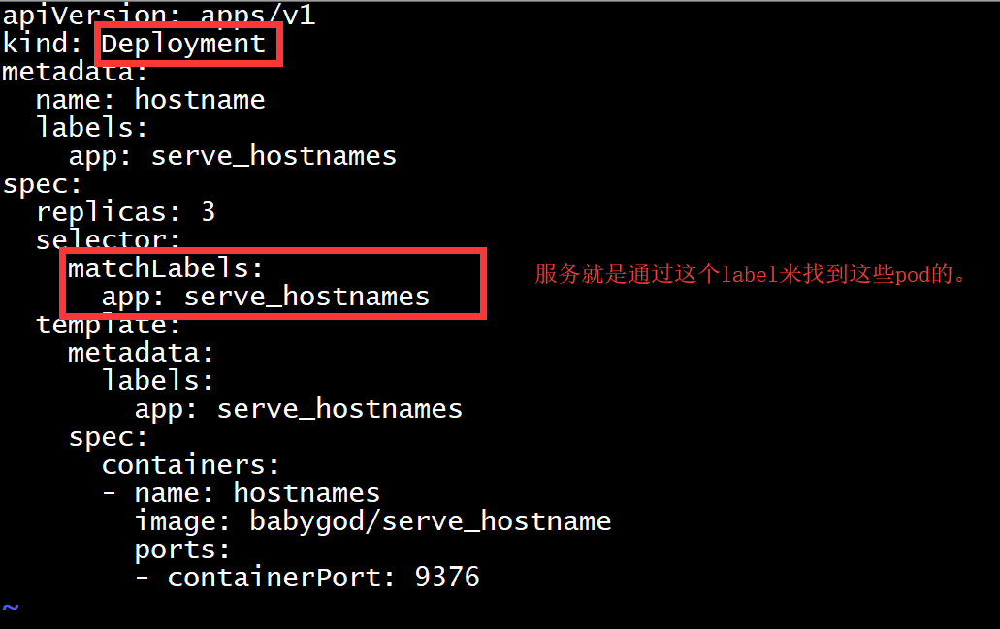 apiVersion: apps/v1
kind: Deployment
metadata:
  name: hostname
  labels:
    app: serve_hostnames
spec:
  replicas: 3
  selector:
    matchLabels:
      app: serve_hostnames
服务就是通过这个label来找到这些pod的。
  template:
    metadata:
      labels:
        app: serve_hostnames
    spec:
      containers:
      - name: hostnames
        image: babygod/serve_hostname
        ports:
        - containerPort: 9376
~